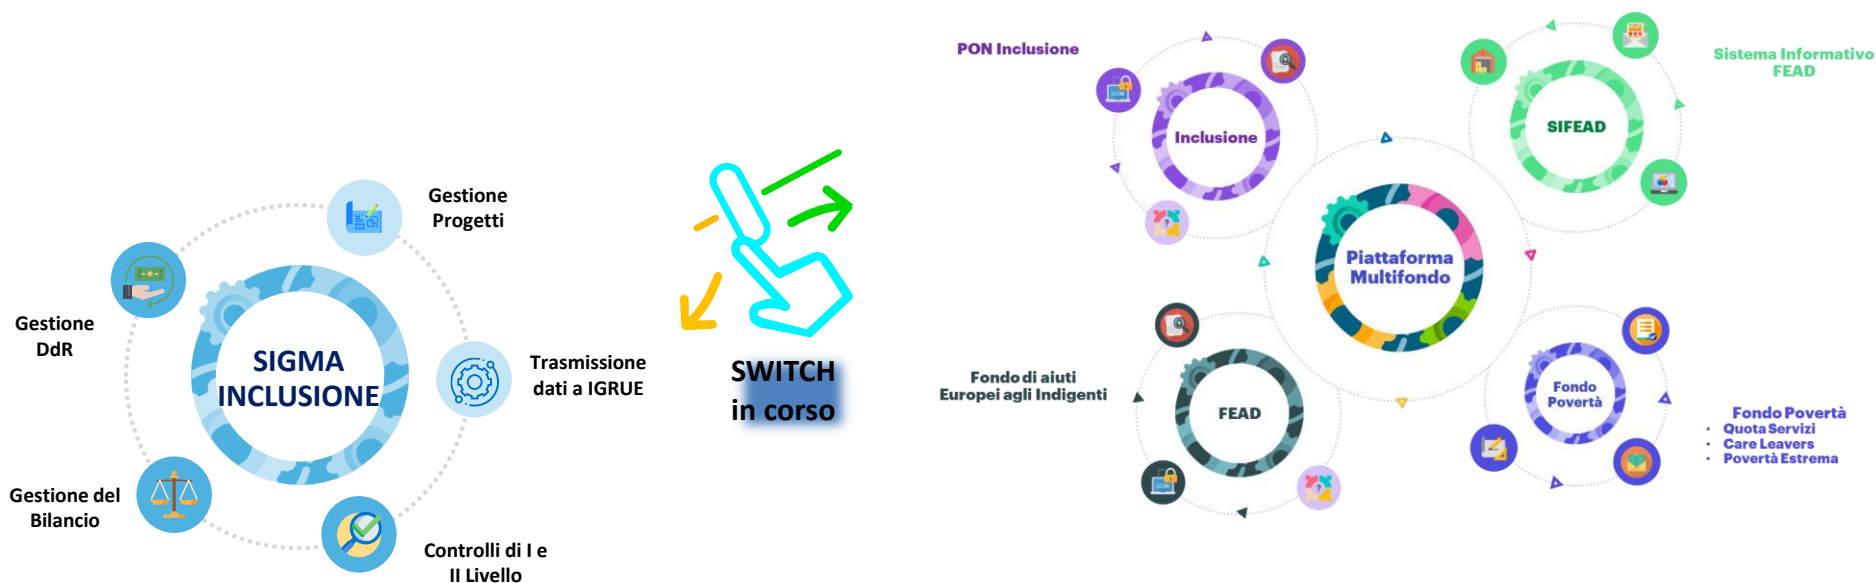 Gestione
Progetti
Gestione
DdR
SIGMA
INCLUSIONE
Trasmissione
dati a IGRUE
Gestione del
Bilancio
Controlli di I e
II Livello
SWITCH
in corso
PON Inclusione
Inclusione
Sistema Informativo
FEAD
SIFEAD
Piattaforma
Multifondo
Fondo di aiuti
Europei agli Indigenti
FEAD
Fondo
Povertà
Fondo Povertà
• Quota Servizi
• Care Leavers
• Povertà Estrema